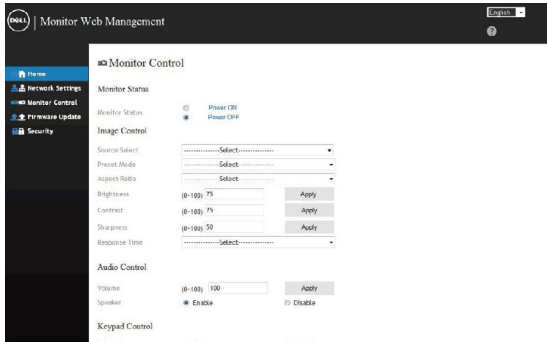 DELL | Monitor Web Management
English
?
Home
Network Settings
Monitor Control
Firmware Update
Security
Monitor Control
Monitor Status
Monitor Status
Power ON
Power OFF
Image Control
Source Select ---------------Select---------------
Preset Mode ---------------Select---------------
Aspect Ratio ---------------Select---------------
Brightness (0~100) 75 Apply
Contrast (0~100) 75 Apply
Sharpness (0~100) 50 Apply
Response Time ---------------Select---------------
Audio Control
Volume (0~100) 100 Apply
Speaker Enable Disable
Keypad Control